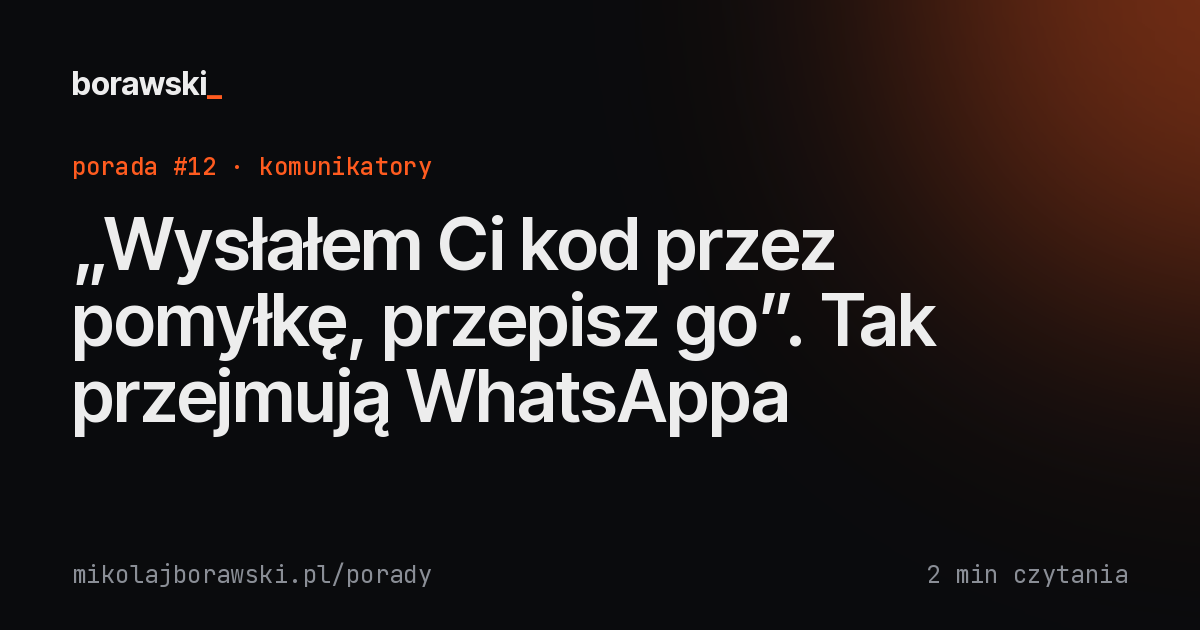 borawski_
porada #12 · komunikatory
„Wysłałem Ci kod przez
pomyłkę, przepisz go”. Tak
przejmują WhatsAppa
mikolajborawski.pl/porady
2 min czytania